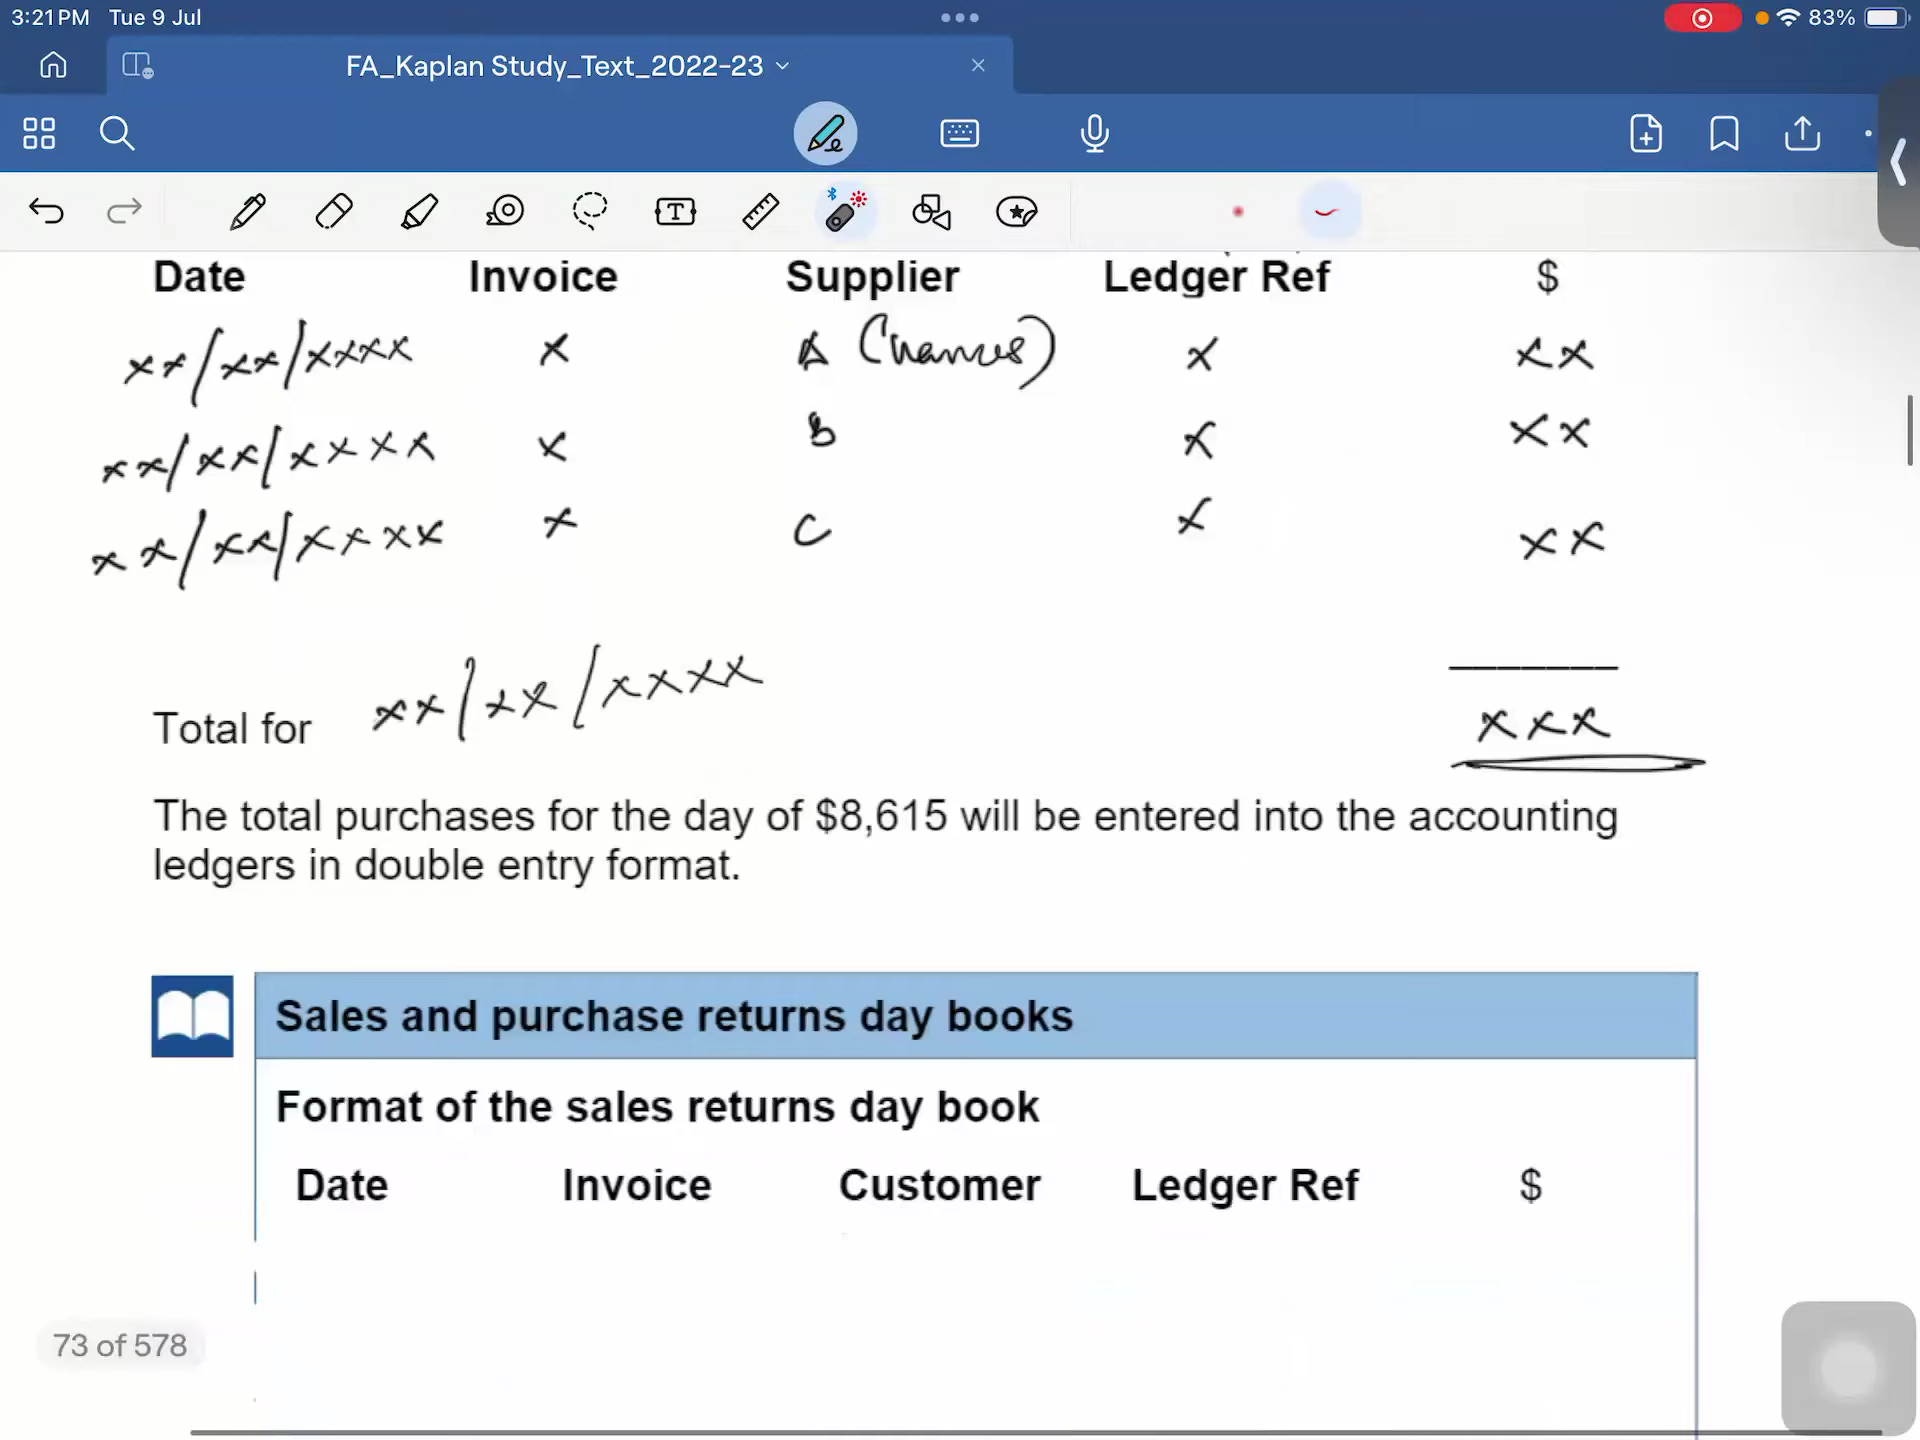 3:21PM Tue 9 Jul
83%
FA_Kaplan Study_Text_2022-23
Date Invoice Supplier Ledger Ref $
xx/xx/xxxx x A (names) x xx
xx/xx/xxxx x B x xx
xx/xx/xxxx x C x xx
Total for xx/xx/xxxx xxx
The total purchases for the day of $8,615 will be entered into the accounting
ledgers in double entry format.
Sales and purchase returns day books
Format of the sales returns day book
Date Invoice Customer Ledger Ref $
73 of 578